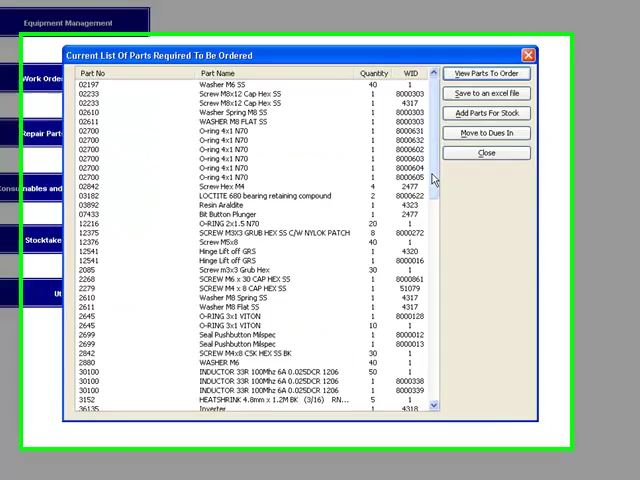 Equipment Management
Current List Of Parts Required To Be Ordered
Part No Part Name Quantity WID
02197 Washer M6 SS 40 1
02233 Screw M8x12 Cap Hex SS 1 8000303
02233 Screw M8x12 Cap Hex SS 1 4317
02610 Washer Spring M8 SS 1 8000303
02611 WASHER M8 FLAT SS 1 8000303
02700 O-ring 4x1 N70 1 8000631
02700 O-ring 4x1 N70 1 8000632
02700 O-ring 4x1 N70 1 8000602
02700 O-ring 4x1 N70 1 8000603
02700 O-ring 4x1 N70 1 8000604
02700 O-ring 4x1 N70 1 8000605
02842 Screw Hex M4 4 2477
03182 LOCTITE 680 bearing retaining compound 2 8000622
03892 Resin Araldite 1 4323
07433 Bit Button Plunger 1 2477
12216 O-RING 2x1.5 N70 20 1
12375 SCREW M3X3 GRUB HEX SS C/W NYLOK PATCH 8 8000272
12376 Screw M5x8 40 1
12541 Hinge Lift off GRS 1 4320
12541 Hinge Lift off GRS 1 8000016
2085 Screw m3x3 Grub Hex 30 1
2268 SCREW M6 x 30 CAP HEX SS 1 8000861
2279 SCREW M4 x 8 CAP HEX SS 1 51079
2610 Washer M8 Spring SS 1 4317
2611 Washer M8 Flat SS 1 4317
2645 O-RING 3x1 VITON 1 8000128
2645 O-RING 3x1 VITON 10 1
2699 Seal Pushbutton Milspec 1 8000012
2699 Seal Pushbutton Milspec 1 8000013
2842 SCREW M4x8 CSK HEX SS BK 30 1
2880 WASHER M6 40 1
30100 INDUCTOR 33R 100Mhz 6A 0.025DCR 1206 50 1
30100 INDUCTOR 33R 100Mhz 6A 0.025DCR 1206 1 8000338
30100 INDUCTOR 33R 100Mhz 6A 0.025DCR 1206 1 8000339
3152 HEATSHRINK 4.8mm x 1.2M BK (3/16) RN... 5 1
36135 Inverter 1 4318
View Parts To Order
Save to an excel file
Add Parts For Stock
Move to Dues In
Close
Work Orde
Repair Part
onsumables and
Stocktake
Ut